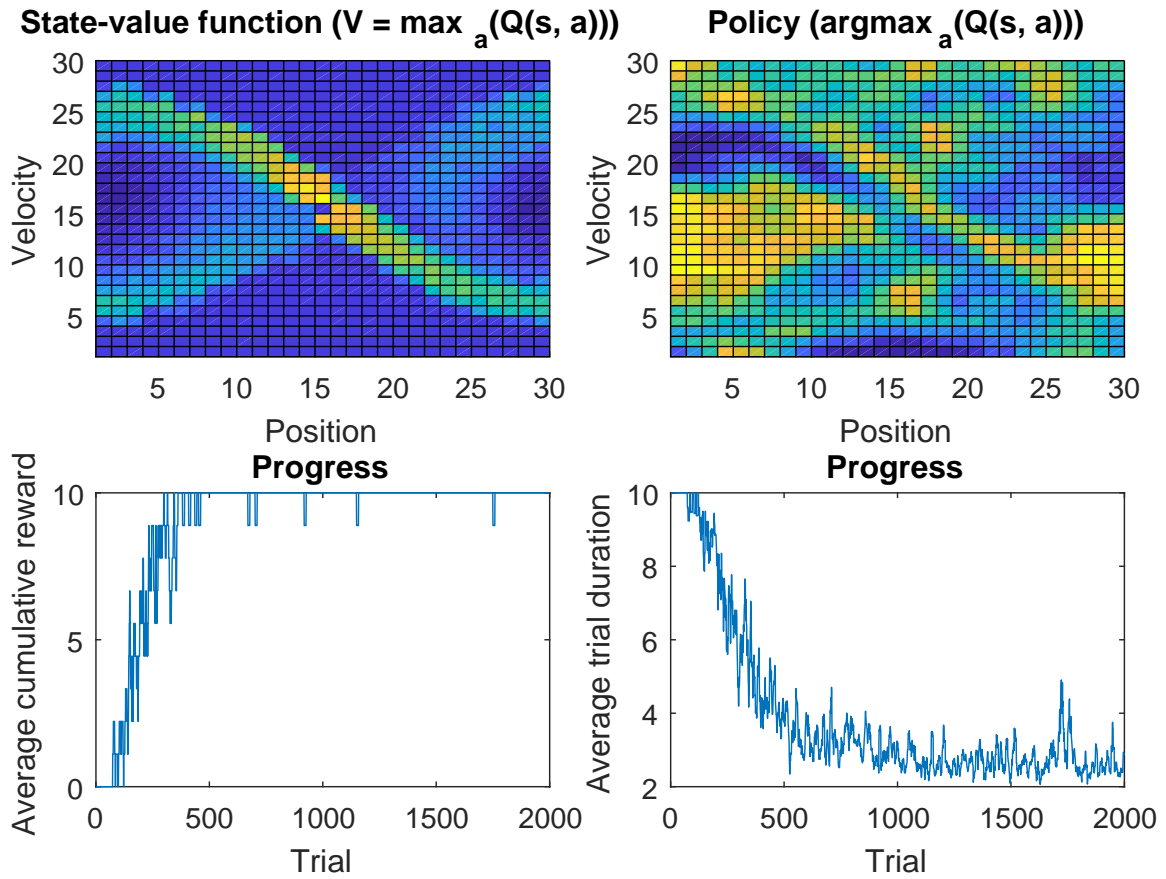 State-value function (V = max a(Q(s, a)))
30
25
20
15
10
5
Velocity
5 10 15 20 25 30
Position
Policy (argmax a(Q(s, a)))
30
25
20
15
10
5
Velocity
5 10 15 20 25 30
Position
Progress
10
5
0
Average cumulative reward
0 500 1000 1500 2000
Trial
Progress
10
8
6
4
2
Average trial duration
0 500 1000 1500 2000
Trial